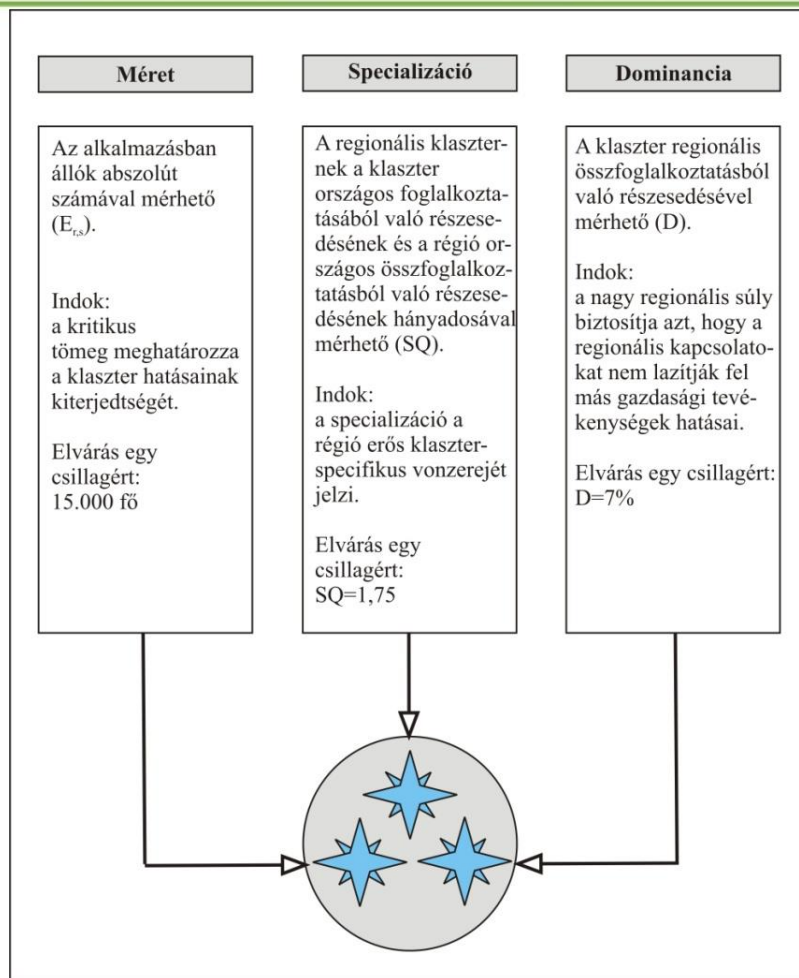 Méret
Az alkalmazásban
állók abszolút
számával mérhető
(Er,s).
Indok:
a kritikus
tömeg meghatározza
a klaszter hatásainak
kiterjedtségét.
Elvárás egy
csillagért:
15.000 fő
Specializáció
A regionális klaszter-
nek a klaszter
országos foglalkozta-
tásából való részese-
désének és a régió or-
szágos összfoglalkoz-
tatásból való részese-
désének hányadosával
mérhető (SQ).
Indok:
a specializáció a
régió erős klaszter-
specifikus vonzerejét
jelzi.
Elvárás egy
csillagért:
SQ=1,75
Dominancia
A klaszter regionális
összfoglalkoztatásból
való részesedésével
mérhető (D).
Indok:
a nagy regionális súly
biztosítja azt, hogy a
regionális kapcsolato-
kat nem lazítják fel
más gazdasági tevé-
kenységek hatásai.
Elvárás egy csillagért:
D=7%